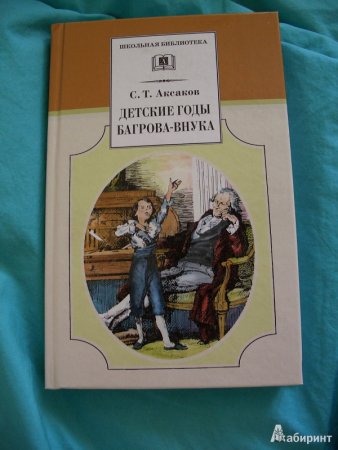 ШКОЛЬНАЯ БИБЛИОТЕКА
С. Т. Аксаков
ДЕТСКИЕ ГОДЫ
БАГРОВА-ВНУКА
Лабиринт